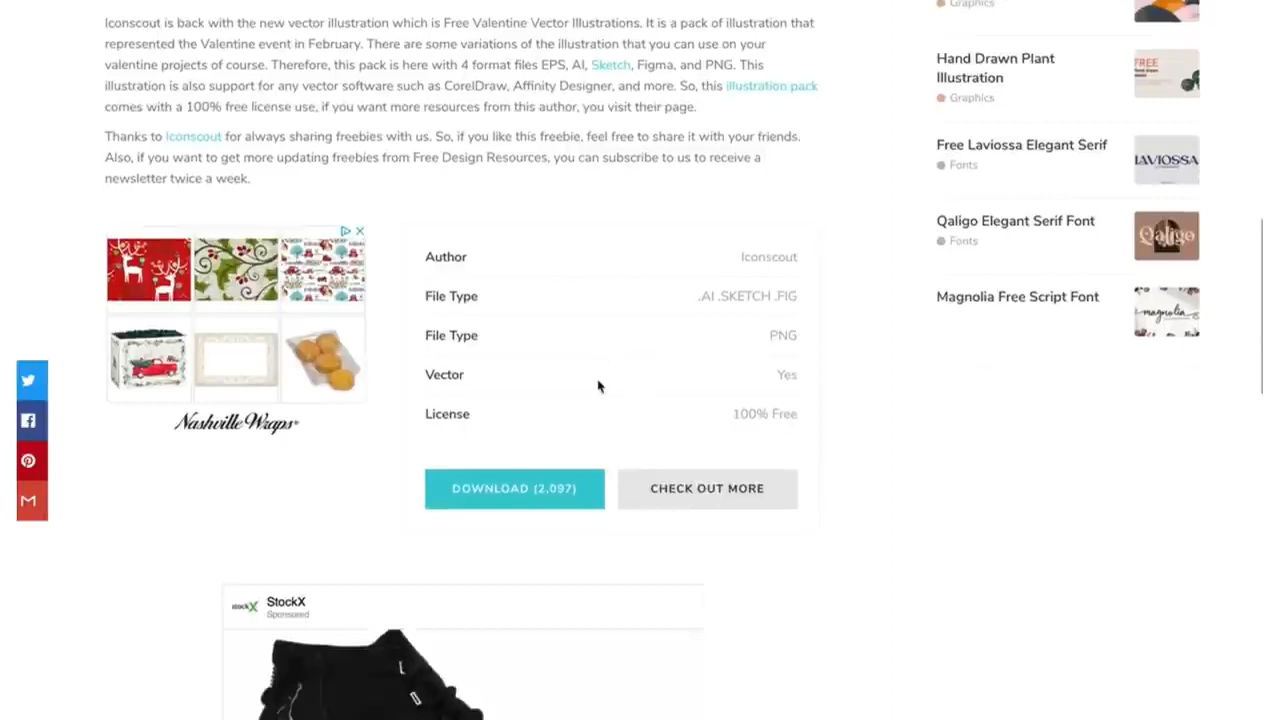 Iconscout is back with the new vector illustration which is Free Valentine Vector Illustrations. It is a pack of illustration that
represented the Valentine event in February. There are some variations of the illustration that you can use on your
valentine projects of course. Therefore, this pack is here with 4 format files EPS, AI, Sketch, Figma, and PNG. This
illustration is also support for any vector software such as CorelDraw, Affinity Designer, and more. So, this illustration pack
comes with a 100% free license use, if you want more resources from this author, you visit their page.
Thanks to Iconscout for always sharing freebies with us. So, if you like this freebie, feel free to share it with your friends.
Also, if you want to get more updating freebies from Free Design Resources, you can subscribe to us to receive a
newsletter twice a week.
Nashville Wraps
Author Iconscout
File Type .AI .SKETCH .FIG
File Type PNG
Vector Yes
License 100% Free
DOWNLOAD (2,097) CHECK OUT MORE
stockX StockX
Sponsored
Graphics
Hand Drawn Plant
Illustration
Graphics
FREE
Free Laviossa Elegant Serif
Fonts
LAVIOSSA
Qaligo Elegant Serif Font
Fonts
Qaligo
Magnolia Free Script Font
magnolia